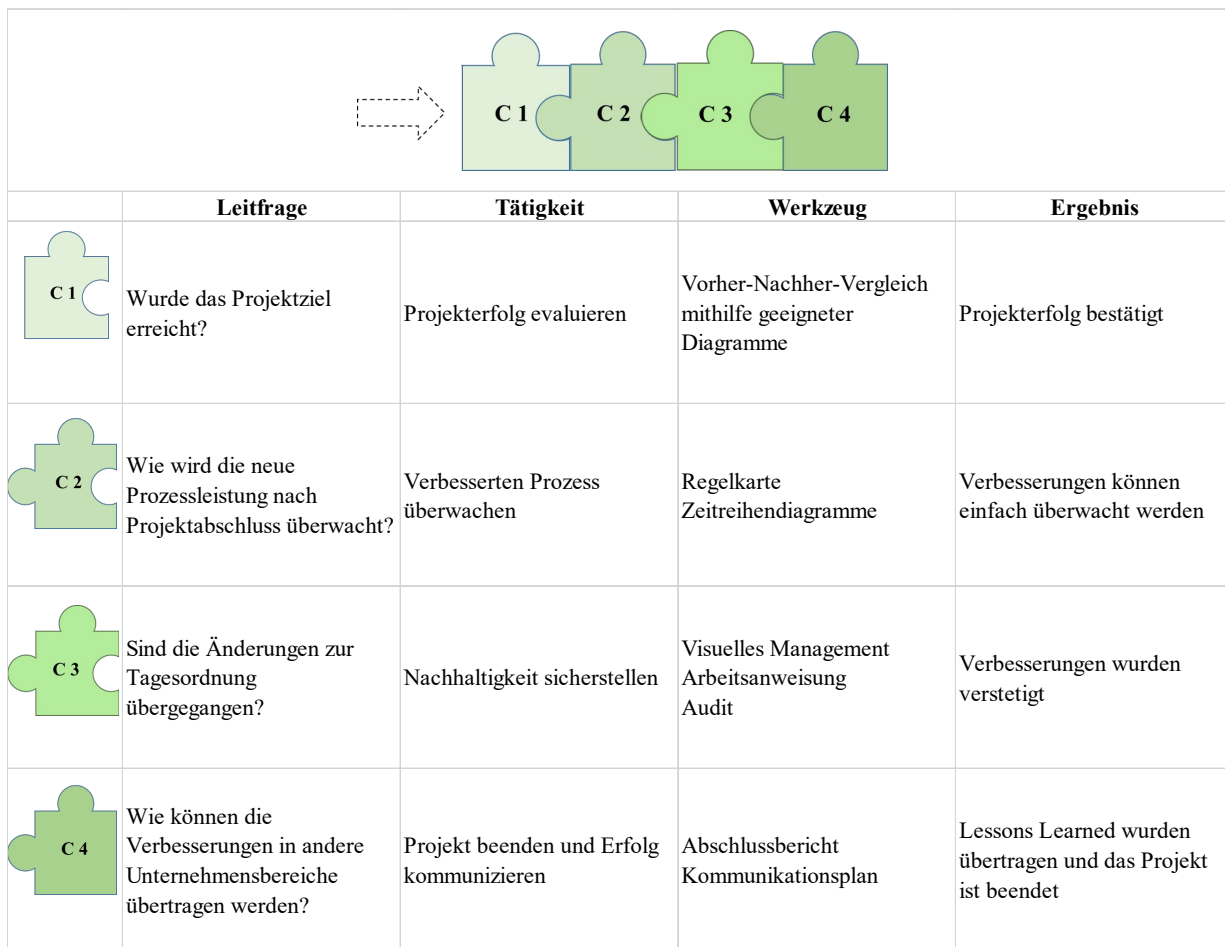 C 1 C 2 C 3 C 4
Leitfrage Tätigkeit Werkzeug Ergebnis
C 1
Wurde das Projektziel
erreicht?
Projekterfolg evaluieren
Vorher-Nachher-Vergleich
mithilfe geeigneter
Diagramme
Projekterfolg bestätigt
C 2
Wie wird die neue
Prozessleistung nach
Projektabschluss überwacht?
Verbesserten Prozess
überwachen
Regelkarte
Zeitreihendiagramme
Verbesserungen können
einfach überwacht werden
C 3
Sind die Änderungen zur
Tagesordnung
übergegangen?
Nachhaltigkeit sicherstellen
Visuelles Management
Arbeitsanweisung
Audit
Verbesserungen wurden
verstetigt
C 4
Wie können die
Verbesserungen in andere
Unternehmensbereiche
übertragen werden?
Projekt beenden und Erfolg
kommunizieren
Abschlussbericht
Kommunikationsplan
Lessons Learned wurden
übertragen und das Projekt
ist beendet